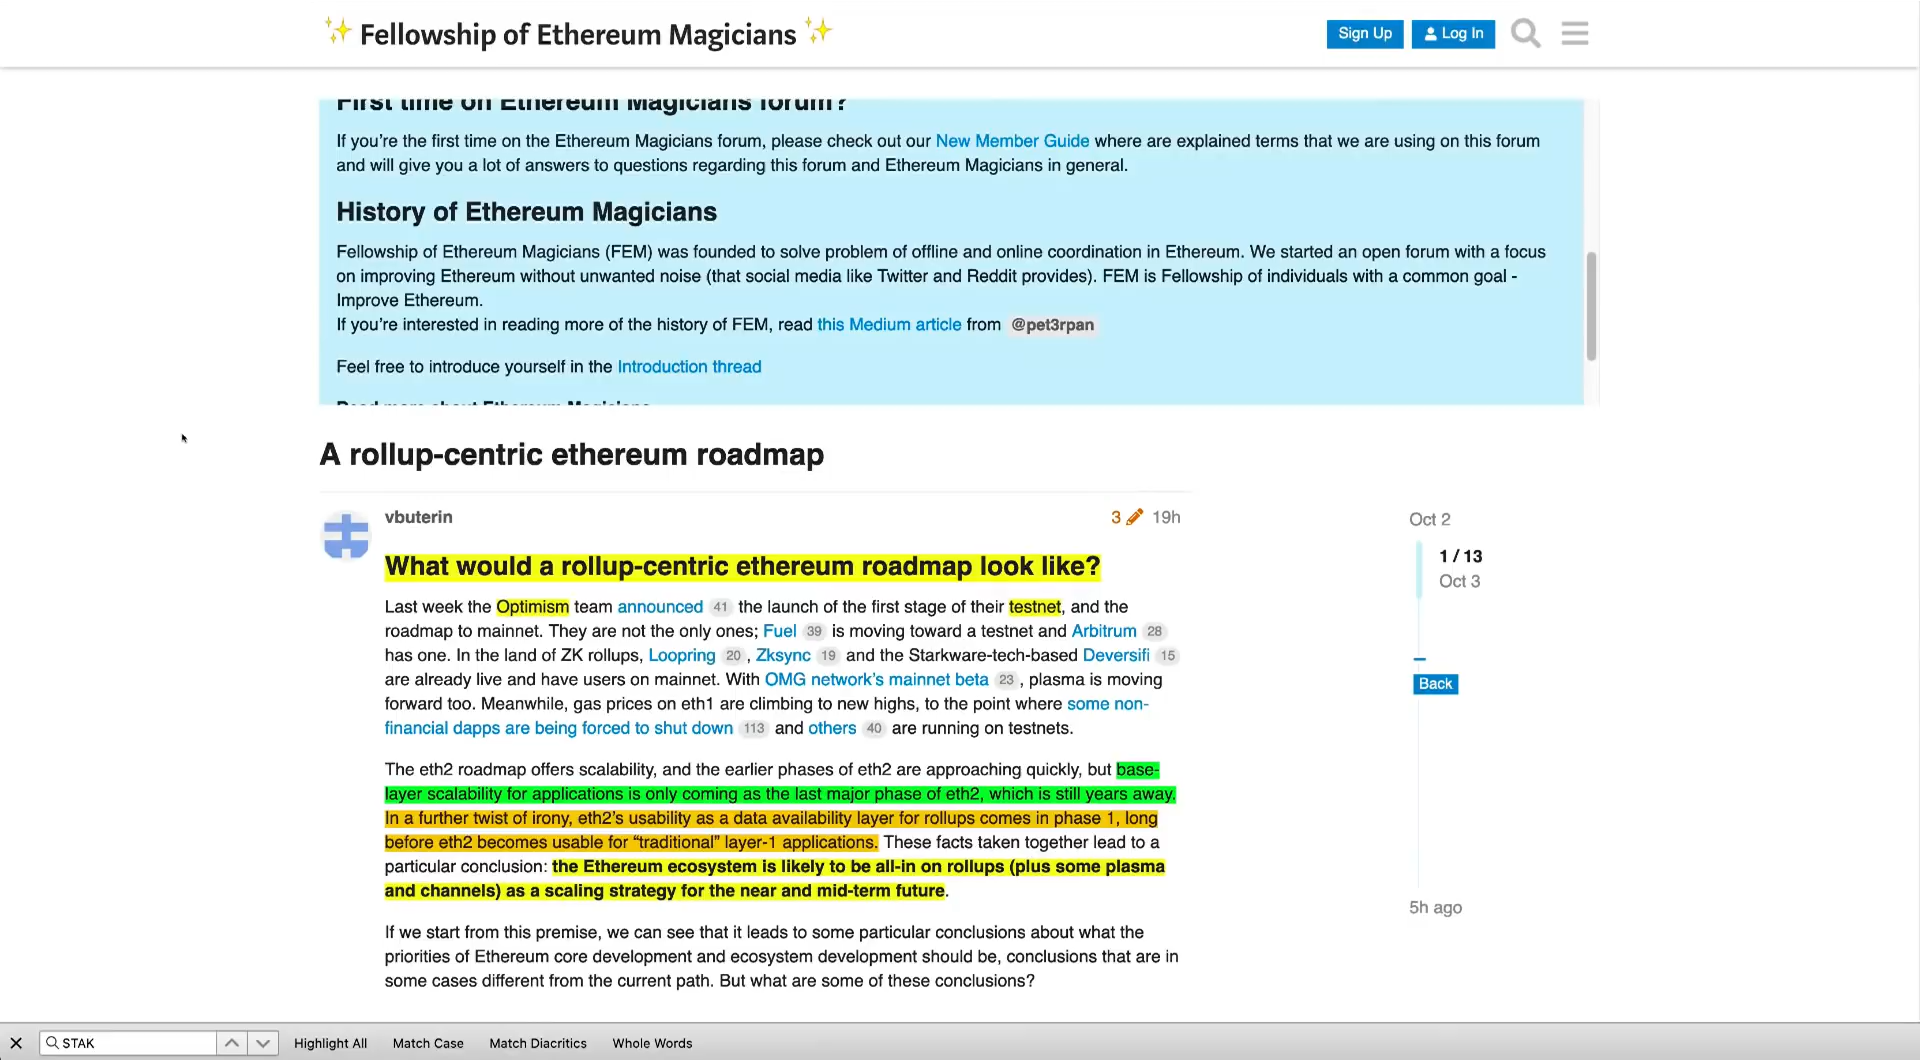 ✨ Fellowship of Ethereum Magicians ✨
Sign Up
Log In
First time on Ethereum Magicians forum?
If you’re the first time on the Ethereum Magicians forum, please check out our New Member Guide where are explained terms that we are using on this forum
and will give you a lot of answers to questions regarding this forum and Ethereum Magicians in general.
History of Ethereum Magicians
Fellowship of Ethereum Magicians (FEM) was founded to solve problem of offline and online coordination in Ethereum. We started an open forum with a focus
on improving Ethereum without unwanted noise (that social media like Twitter and Reddit provides). FEM is Fellowship of individuals with a common goal -
Improve Ethereum.
If you’re interested in reading more of the history of FEM, read this Medium article from @pet3rpan
Feel free to introduce yourself in the Introduction thread
Read more about Ethereum Magicians
A rollup-centric ethereum roadmap
vbuterin
3 19h
What would a rollup-centric ethereum roadmap look like?
Last week the Optimism team announced 41 the launch of the first stage of their testnet, and the
roadmap to mainnet. They are not the only ones; Fuel 39 is moving toward a testnet and Arbitrum 28
has one. In the land of ZK rollups, Loopring 20 , Zksync 19 and the Starkware-tech-based Deversifi 15
are already live and have users on mainnet. With OMG network’s mainnet beta 23 , plasma is moving
forward too. Meanwhile, gas prices on eth1 are climbing to new highs, to the point where some non-
financial dapps are being forced to shut down 113 and others 40 are running on testnets.
The eth2 roadmap offers scalability, and the earlier phases of eth2 are approaching quickly, but base-
layer scalability for applications is only coming as the last major phase of eth2, which is still years away.
In a further twist of irony, eth2’s usability as a data availability layer for rollups comes in phase 1, long
before eth2 becomes usable for “traditional” layer-1 applications. These facts taken together lead to a
particular conclusion: the Ethereum ecosystem is likely to be all-in on rollups (plus some plasma
and channels) as a scaling strategy for the near and mid-term future.
If we start from this premise, we can see that it leads to some particular conclusions about what the
priorities of Ethereum core development and ecosystem development should be, conclusions that are in
some cases different from the current path. But what are some of these conclusions?
Oct 2
1 / 13
Oct 3
Back
5h ago
STAK
Highlight All
Match Case
Match Diacritics
Whole Words